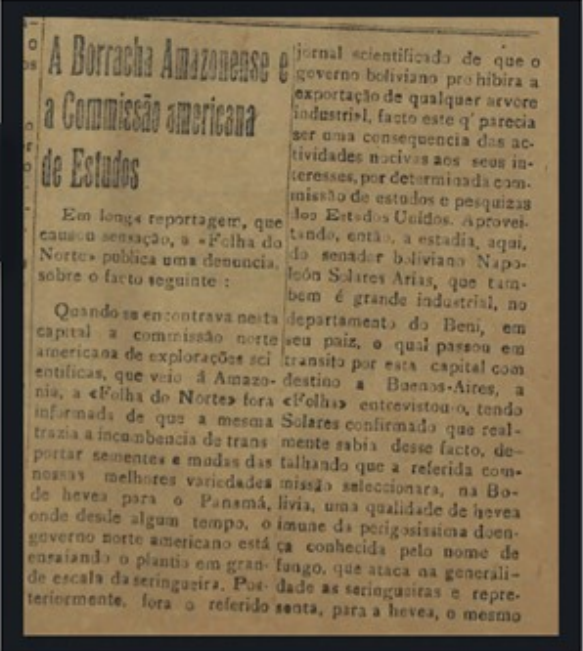 A Borracha Amazonense e
a Commissão americana
de Estudos
Em longa reportagem, que
causou sensação, a «Folha do
Norte» publica uma denuncia,
sobre o facto seguinte :
Quando se encontrava nesta
capital a commissão norte
americana de explorações sci
entificas, que veio á Amazo-
nia, a «Folha do Norte» fora
informada de que a mesma
trazia a incumbencia de trans
portar sementes e mudas das
nossas melhores variedades
de hevea para o Panamá,
onde desde algum tempo, o
governo norte americano está
ensaiando o plantio em gran-
de escala da seringueira. Pos-
teriormente, fora o referido
jornal scientificado de que o
governo boliviano prohibira a
exportação de qualquer arvore
industrial, facto este q' parecia
ser uma consequencia das ac-
tividades nocivas aos seus in-
teresses, por determinada com-
missão de estudos e pesquizas
dos Estados Unidos. Aprovei-
tando, então, a estadia, aqui,
do senador boliviano Napo-
león Solares Arias, que tam-
bem é grande industrial, no
departamento do Beni, em
seu paiz, o qual passou em
transito por esta capital com
destino a Buenos-Aires, a
«Folha» entrevistou-o, tendo
Solares confirmado que real-
mente sabia desse facto, de-
talhando que a referida com-
missão seleccionara, na Bo-
livia, uma qualidade de hevea
imune da perigosissima doen-
ça conhecida pelo nome de
fungo, que ataca na generali-
dade as seringueiras e repre-
senta, para a hevea, o mesmo